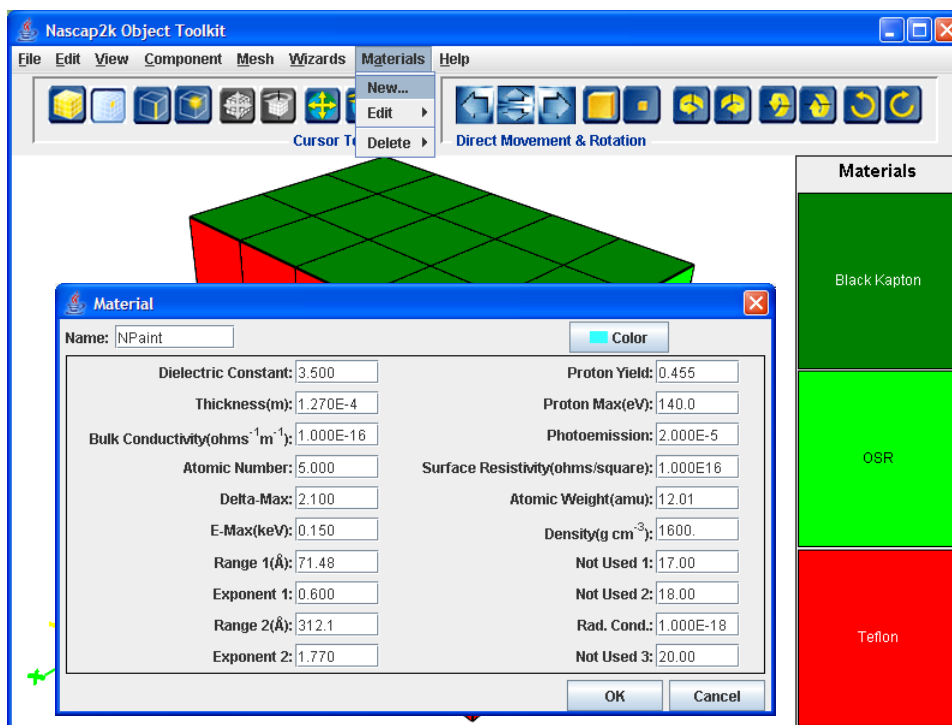 Nascap2k Object Toolkit
File Edit View Component Mesh Wizards Materials Help
New...
Edit
Delete
Direct Movement & Rotation
Materials
Black Kapton
OSR
Teflon
Material
Name: NPaint
Color
Dielectric Constant: 3.500
Proton Yield: 0.455
Thickness(m): 1.270E-4
Proton Max(eV): 140.0
Bulk Conductivity(ohms⁻¹m⁻¹): 1.000E-16
Photoemission: 2.000E-5
Atomic Number: 5.000
Surface Resistivity(ohms/square): 1.000E16
Delta-Max: 2.100
Atomic Weight(amu): 12.01
E-Max(keV): 0.150
Density(g cm⁻³): 1600.
Range 1(Å): 71.48
Not Used 1: 17.00
Exponent 1: 0.600
Not Used 2: 18.00
Range 2(Å): 312.1
Rad. Cond.: 1.000E-18
Exponent 2: 1.770
Not Used 3: 20.00
OK
Cancel